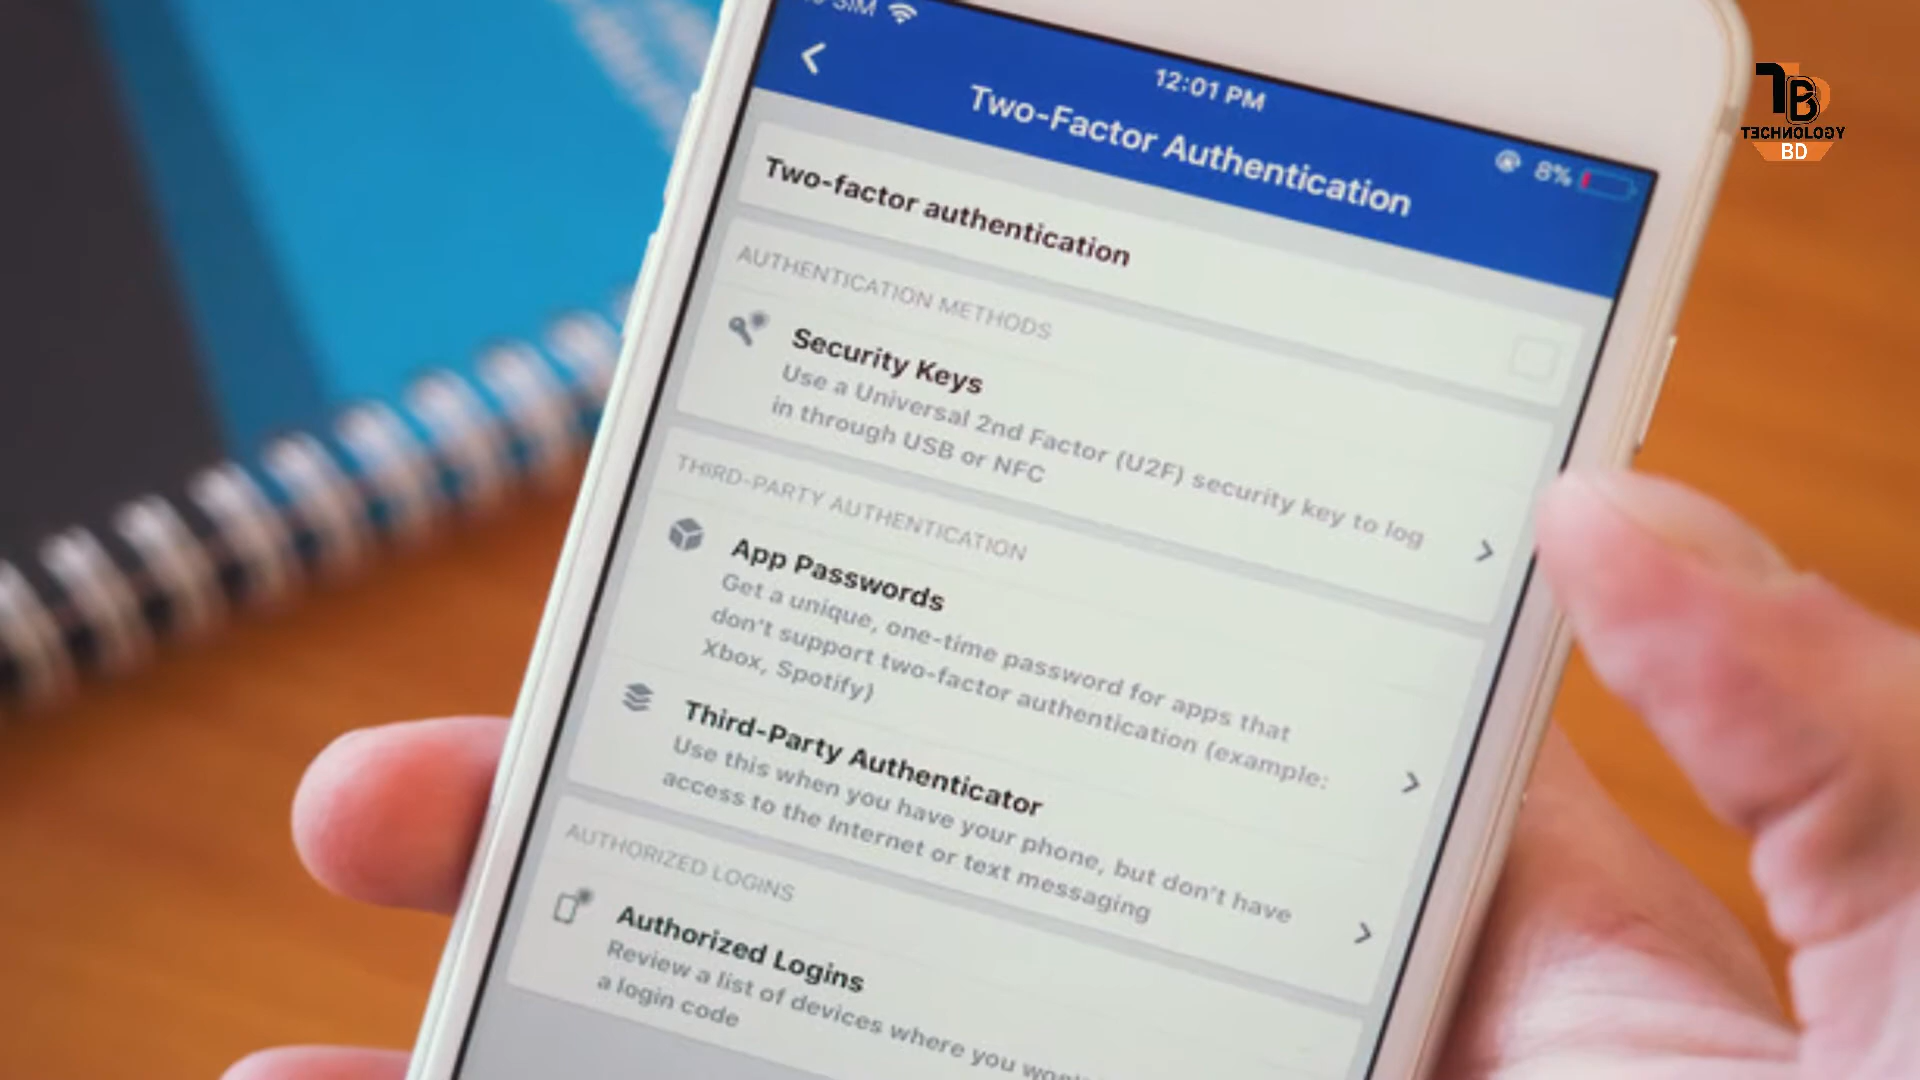 SIM
12:01 PM
8%
Two-Factor Authentication
TB
TECHNOLOGY
BD
Two-factor authentication
AUTHENTICATION METHODS
Security Keys
Use a Universal 2nd Factor (U2F) security key to log
in through USB or NFC
THIRD-PARTY AUTHENTICATION
App Passwords
Get a unique, one-time password for apps that
don't support two-factor authentication (example:
Xbox, Spotify)
Third-Party Authenticator
Use this when you have your phone, but don't have
access to the Internet or text messaging
AUTHORIZED LOGINS
Authorized Logins
Review a list of devices where you
a login code